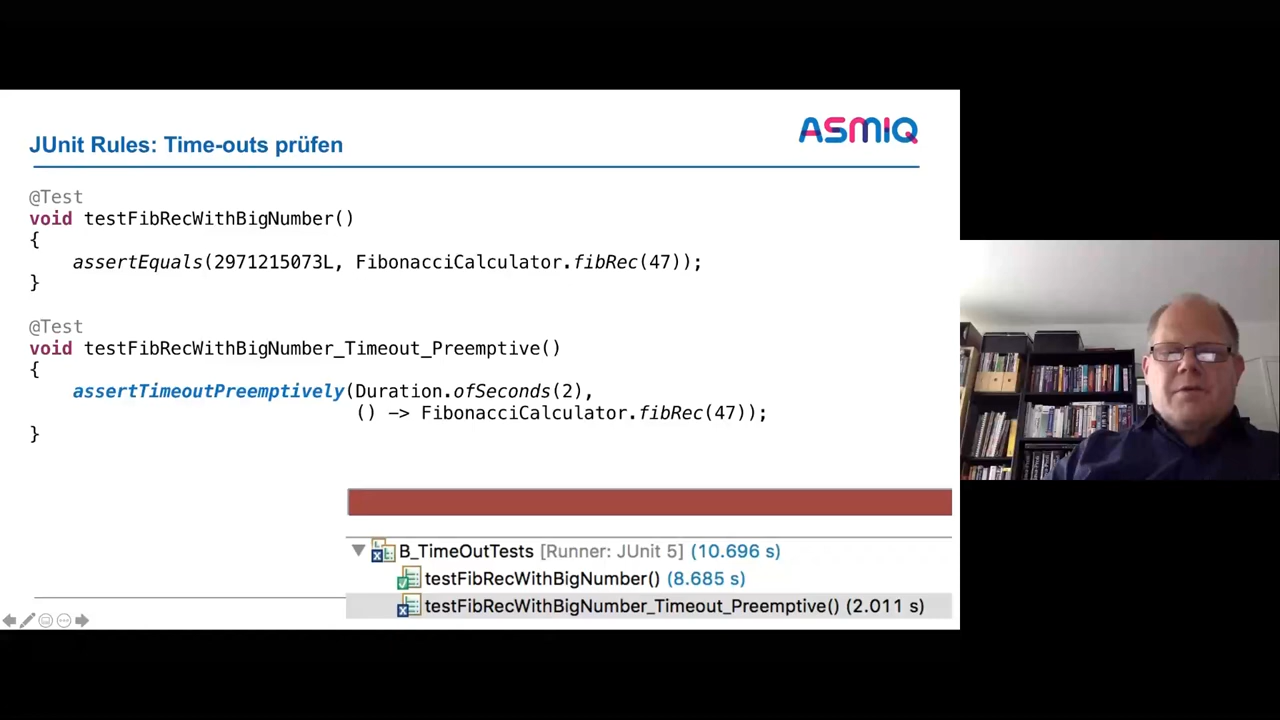 JUnit Rules: Time-outs prüfen
ASMIQ
@Test
void testFibRecWithBigNumber()
{
    assertEquals(2971215073L, FibonacciCalculator.fibRec(47));
}
@Test
void testFibRecWithBigNumber_Timeout_Preemptive()
{
    assertTimeoutPreemptively(Duration.ofSeconds(2),
                              () -> FibonacciCalculator.fibRec(47));
}
B_TimeOutTests [Runner: JUnit 5] (10.696 s)
testFibRecWithBigNumber() (8.685 s)
testFibRecWithBigNumber_Timeout_Preemptive() (2.011 s)